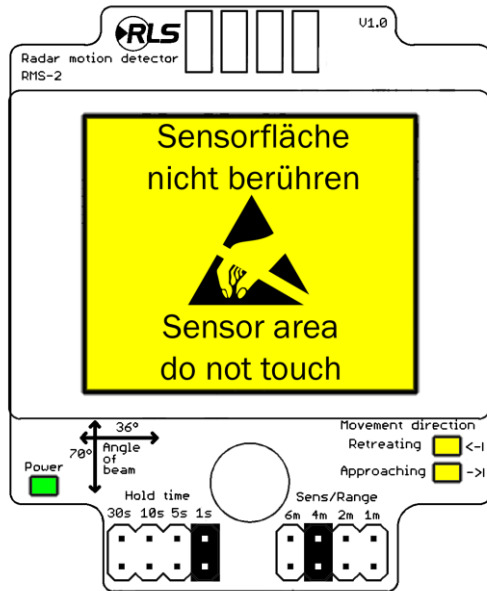 RLS
V1.0
Radar motion detector
RMS-2
Sensorfläche
nicht berühren
Sensor area
do not touch
36°
70°
Angle
of
beam
Power
Movement direction
Retreating <-|
Approaching ->|
Hold time
30s 10s 5s 1s
Sens/Range
6m 4m 2m 1m